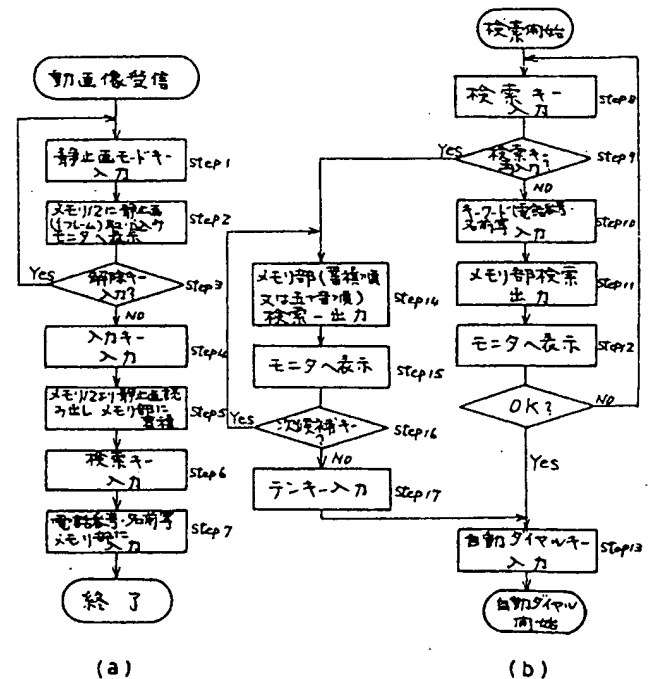 動画像受信
静止画モードキー
入力
Step1
メモリ12に静止画
(1フレーム)取り込み
モニタへ表示
Step2
解除キー
入力?
Step3
Yes
NO
入力キー
入力
Step4
メモリ12より静止画読
み出し メモリ部に
蓄積
Step5
検索キー
入力
Step6
電話番号・名前等
メモリ部に
入力
Step7
終了
(a)
検索開始
検索キー
入力
Step8
検索キー
再入力?
Step9
Yes
NO
キーワード(電話番号・
名前等
入力
Step10
メモリ部検索
出力
Step11
モニタへ表示
Step12
OK?
NO
Yes
メモリ部(蓄積順
又は五十音順)
検索-出力
Step14
モニタへ表示
Step15
次候補キー
?
Step16
Yes
NO
テンキー入力
Step17
自動ダイヤルキー
入力
Step13
自動ダイヤル
開始
(b)